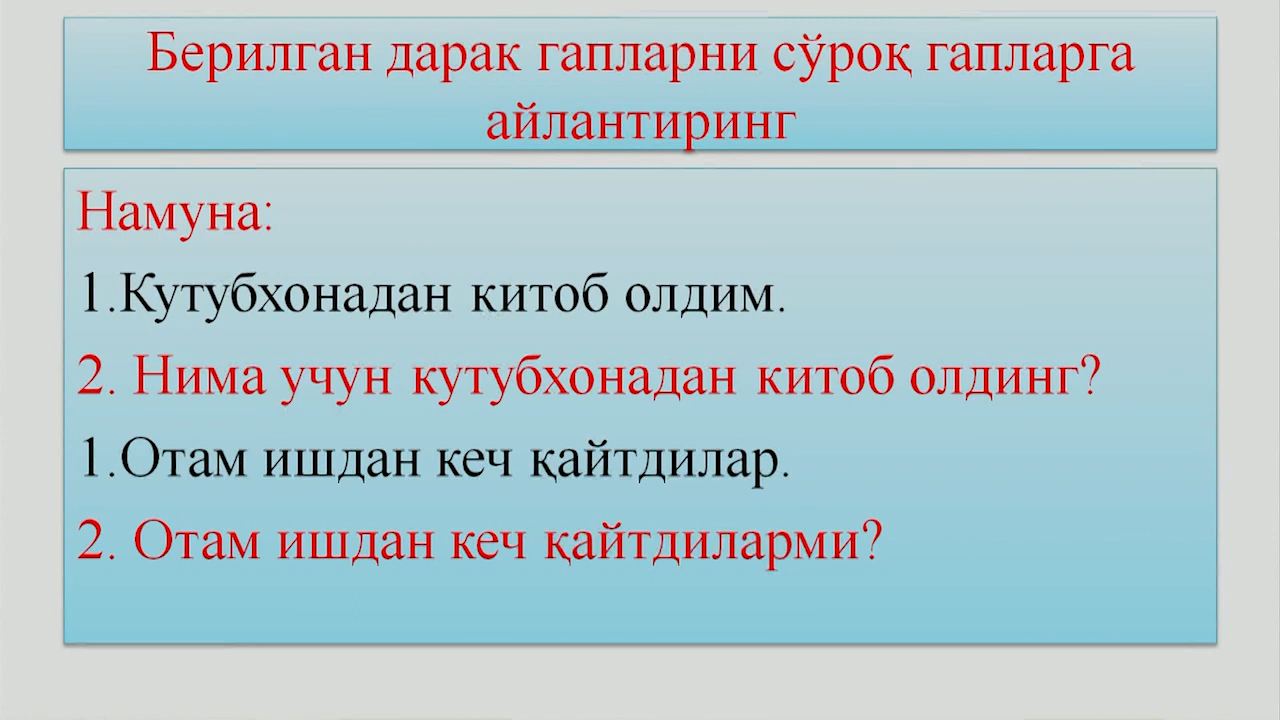 Берилган дарак гапларни сўроқ гапларга
айлантиринг
Намуна:
1.Кутубхонадан китоб олдим.
2. Нима учун кутубхонадан китоб олдинг?
1.Отам ишдан кеч қайтдилар.
2. Отам ишдан кеч қайтдиларми?